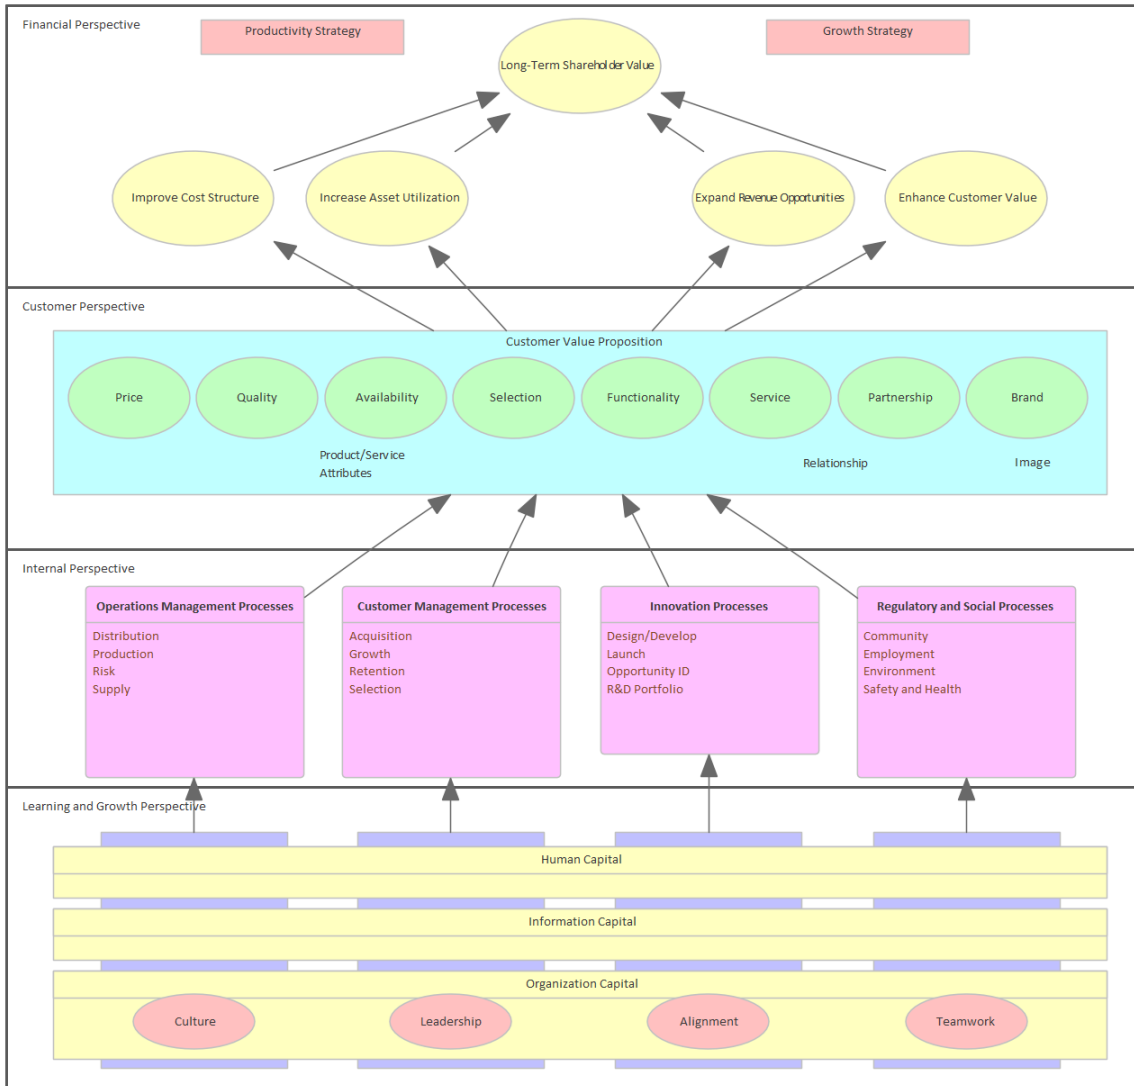 Financial Perspective
Productivity Strategy
Growth Strategy
Long-Term Shareholder Value
Improve Cost Structure
Increase Asset Utilization
Expand Revenue Opportunities
Enhance Customer Value
Customer Perspective
Customer Value Proposition
Price
Quality
Availability
Selection
Functionality
Service
Partnership
Brand
Product/Service
Attributes
Relationship
Image
Internal Perspective
Operations Management Processes
Distribution
Production
Risk
Supply
Customer Management Processes
Acquisition
Growth
Retention
Selection
Innovation Processes
Design/Develop
Launch
Opportunity ID
R&D Portfolio
Regulatory and Social Processes
Community
Employment
Environment
Safety and Health
Learning and Growth Perspective
Human Capital
Information Capital
Organization Capital
Culture
Leadership
Alignment
Teamwork